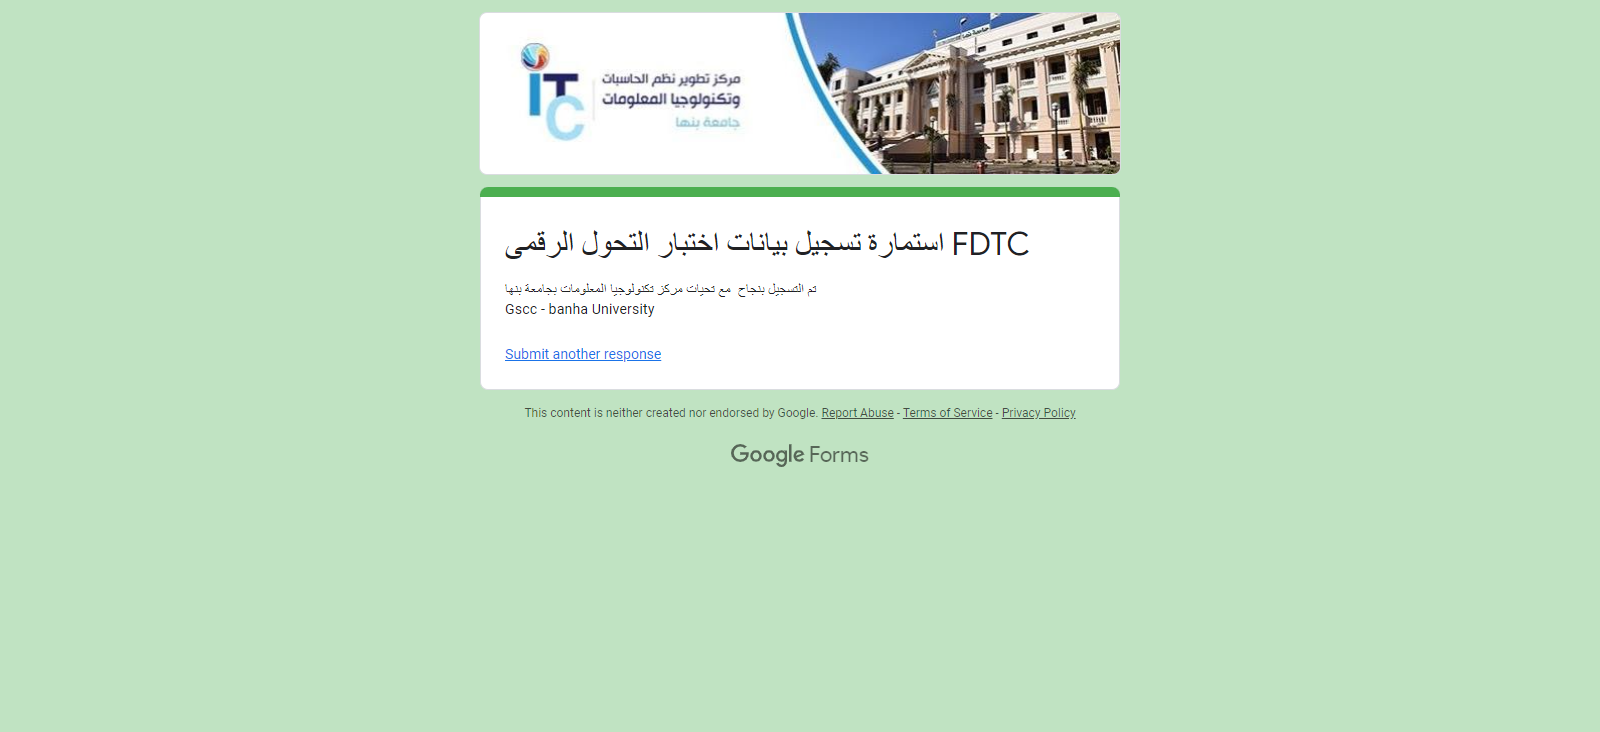 ITC
مركز تطوير نظم الحاسبات
وتكنولوجيا المعلومات
جامعة بنها
استمارة تسجيل بيانات اختبار التحول الرقمى FDTC
تم التسجيل بنجاح مع تحيات مركز تكنولوجيا المعلومات بجامعة بنها
Gscc - banha University
Submit another response
This content is neither created nor endorsed by Google. Report Abuse - Terms of Service - Privacy Policy
Google Forms